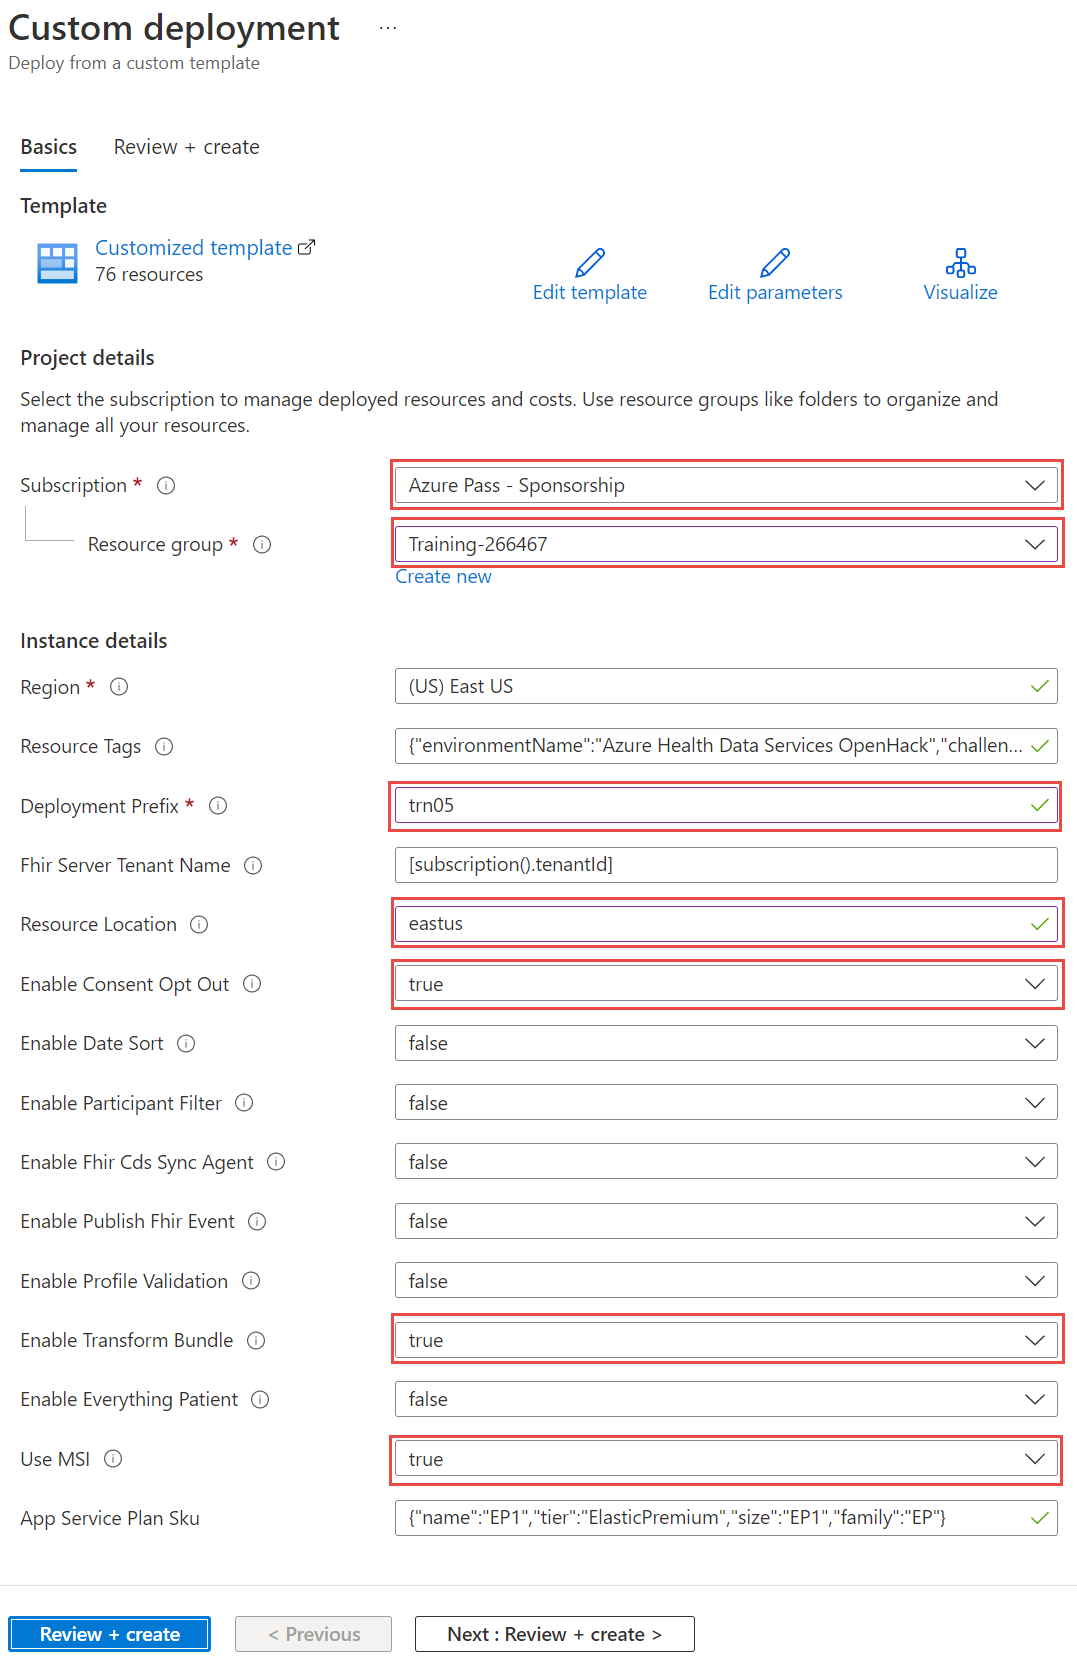 Custom deployment ...
Deploy from a custom template
Basics Review + create
Template
Customized template
76 resources
Edit template Edit parameters Visualize
Project details
Select the subscription to manage deployed resources and costs. Use resource groups like folders to organize and
manage all your resources.
Subscription * Azure Pass - Sponsorship
Resource group * Training-266467
Create new
Instance details
Region * (US) East US
Resource Tags {"environmentName":"Azure Health Data Services OpenHack","challen...
Deployment Prefix * trn05
Fhir Server Tenant Name [subscription().tenantId]
Resource Location eastus
Enable Consent Opt Out true
Enable Date Sort false
Enable Participant Filter false
Enable Fhir Cds Sync Agent false
Enable Publish Fhir Event false
Enable Profile Validation false
Enable Transform Bundle true
Enable Everything Patient false
Use MSI true
App Service Plan Sku {"name":"EP1","tier":"ElasticPremium","size":"EP1","family":"EP"}
Review + create < Previous Next : Review + create >